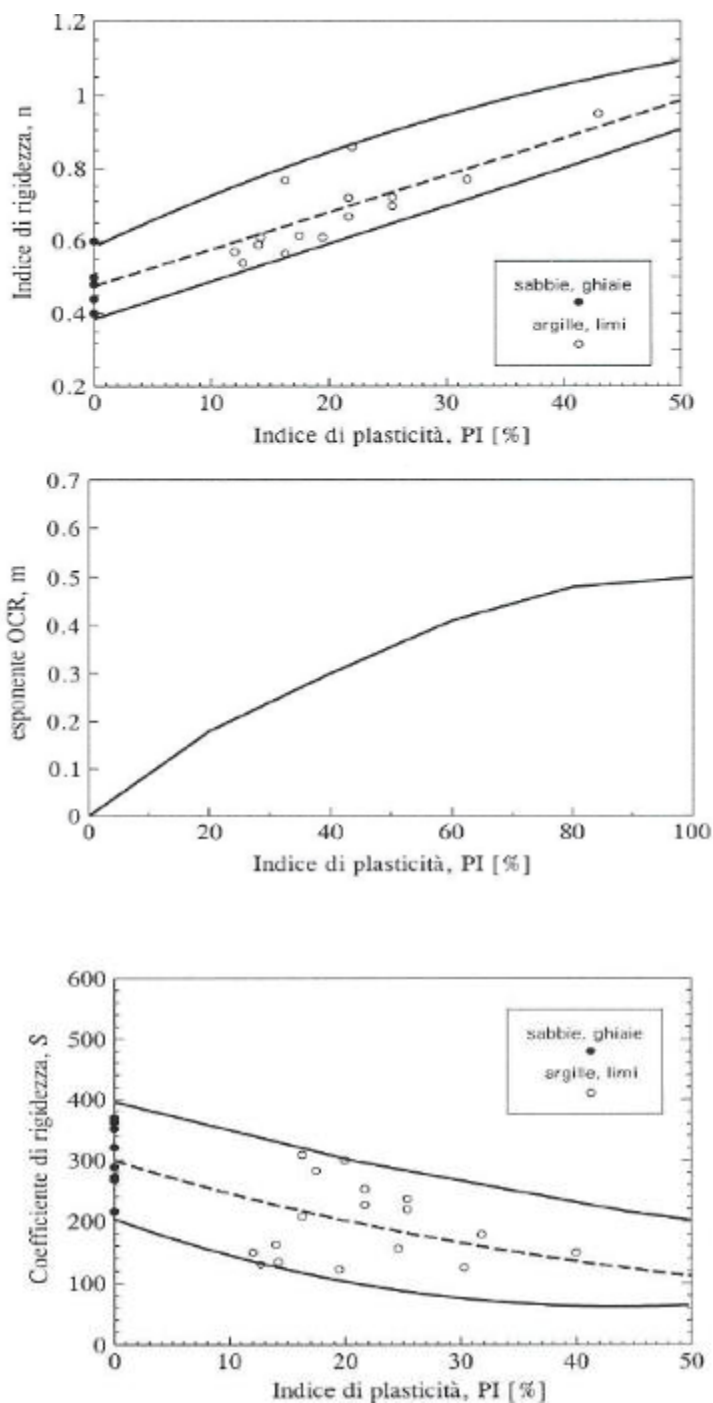 1.2
1
0.8
0.6
0.4
0.2
Indice di rigidezza, n
sabbie, ghiaie
argille, limi
0 10 20 30 40 50
Indice di plasticità, PI [%]
0.7
0.6
0.5
0.4
0.3
0.2
0.1
0
esponente OCR, m
0 20 40 60 80 100
Indice di plasticità, PI [%]
600
500
400
300
200
100
0
Coefficiente di rigidezza, S
sabbie, ghiaie
argille, limi
0 10 20 30 40 50
Indice di plasticità, PI [%]